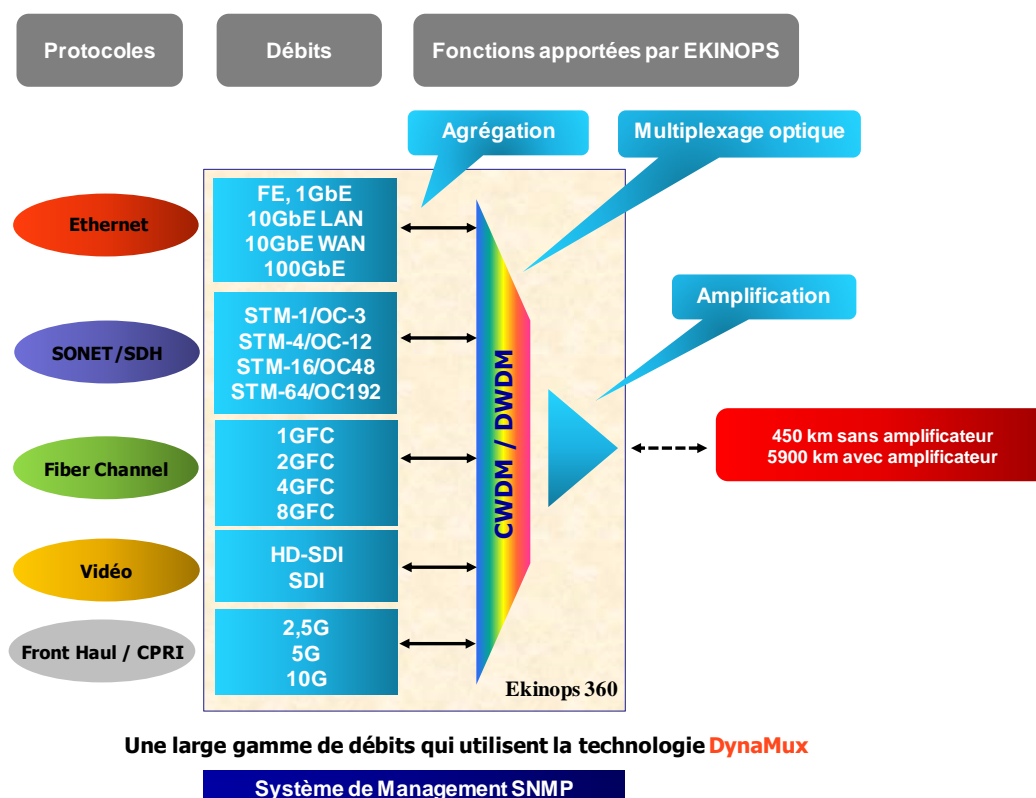 Protocoles
Débits
Fonctions apportées par EKINOPS
Agrégation
Multiplexage optique
Ethernet
FE, 1GbE
10GbE LAN
10GbE WAN
100GbE
Amplification
SONET/SDH
STM-1/OC-3
STM-4/OC-12
STM-16/OC48
STM-64/OC192
CWDM / DWDM
450 km sans amplificateur
5900 km avec amplificateur
Fiber Channel
1GFC
2GFC
4GFC
8GFC
Vidéo
HD-SDI
SDI
Front Haul / CPRI
2,5G
5G
10G
Ekinops 360
Une large gamme de débits qui utilisent la technologie DynaMux
Système de Management SNMP